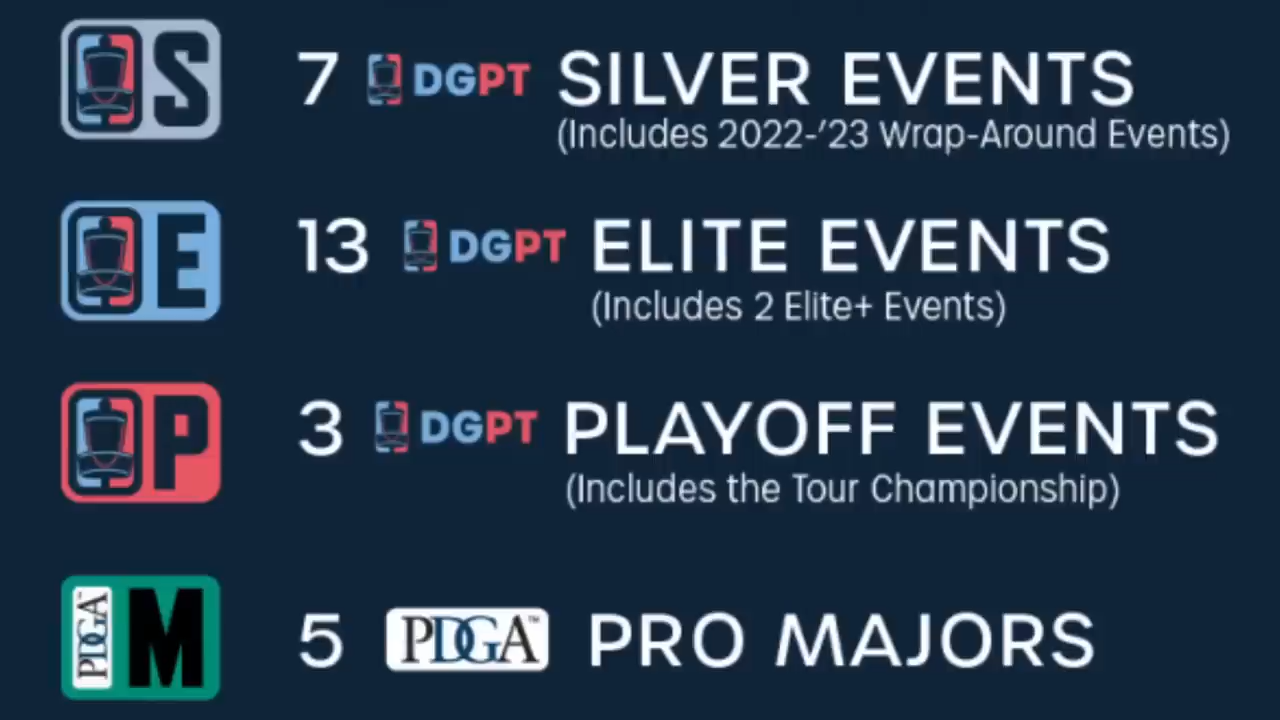 S
7 DGPT SILVER EVENTS
(Includes 2022-'23 Wrap-Around Events)
E
13 DGPT ELITE EVENTS
(Includes 2 Elite+ Events)
P
3 DGPT PLAYOFF EVENTS
(Includes the Tour Championship)
PDGA M
5 PDGA™ PRO MAJORS